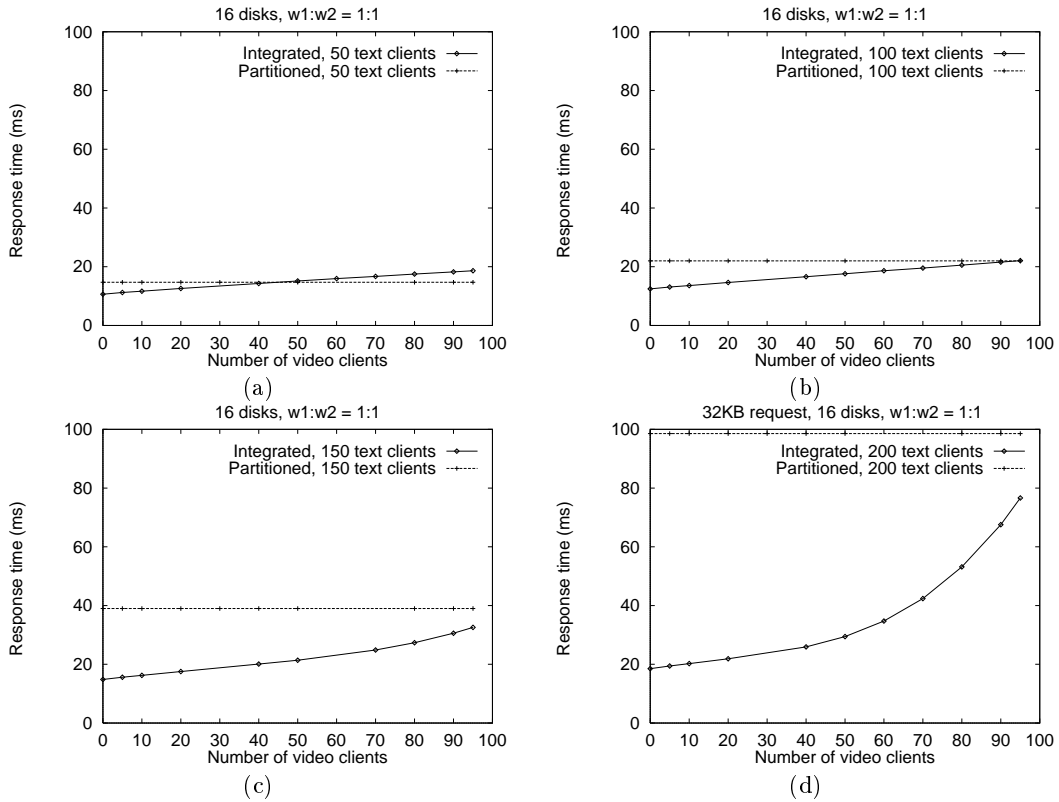 16 disks, w1:w2 = 1:1
Response time (ms)
100
80
60
40
20
0
Integrated, 50 text clients
Partitioned, 50 text clients
0 10 20 30 40 50 60 70 80 90 100
Number of video clients
(a)
16 disks, w1:w2 = 1:1
Response time (ms)
100
80
60
40
20
0
Integrated, 100 text clients
Partitioned, 100 text clients
0 10 20 30 40 50 60 70 80 90 100
Number of video clients
(b)
16 disks, w1:w2 = 1:1
Response time (ms)
100
80
60
40
20
0
Integrated, 150 text clients
Partitioned, 150 text clients
0 10 20 30 40 50 60 70 80 90 100
Number of video clients
(c)
32KB request, 16 disks, w1:w2 = 1:1
Response time (ms)
100
80
60
40
20
0
Integrated, 200 text clients
Partitioned, 200 text clients
0 10 20 30 40 50 60 70 80 90 100
Number of video clients
(d)